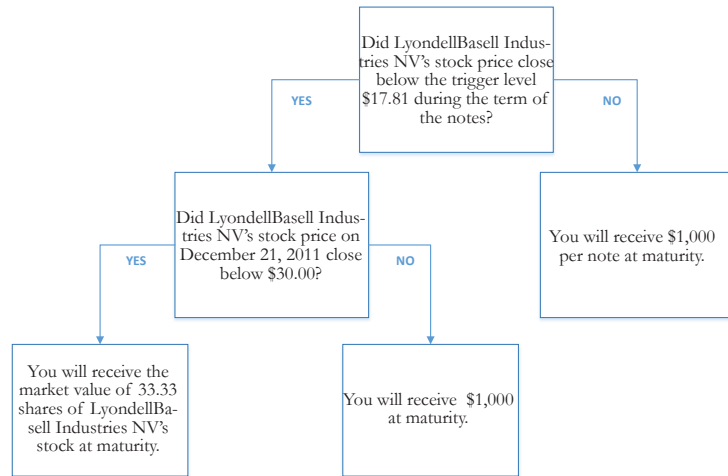 Did LyondellBasell Indus-
tries NV's stock price close
below the trigger level
$17.81 during the term of
the notes?
YES
NO
Did LyondellBasell Indus-
tries NV's stock price on
December 21, 2011 close
below $30.00?
You will receive $1,000
per note at maturity.
YES
NO
You will receive the
market value of 33.33
shares of LyondellBa-
sell Industries NV's
stock at maturity.
You will receive $1,000
at maturity.